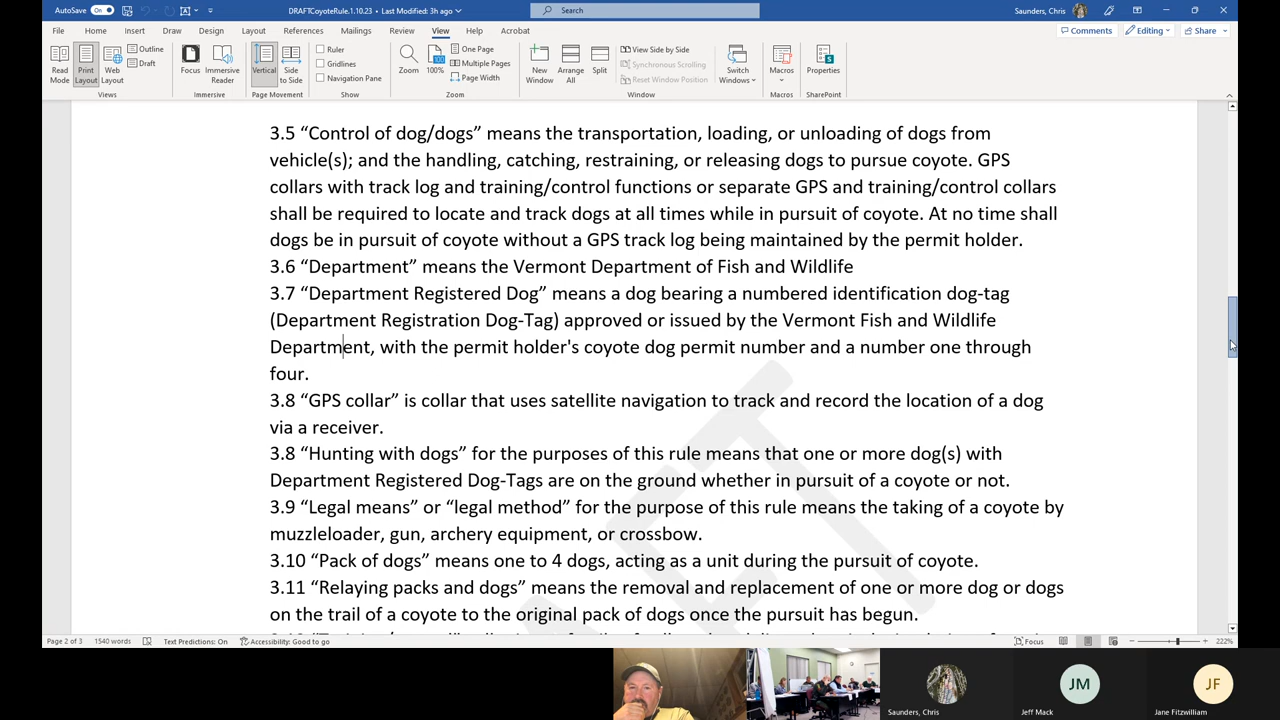 AutoSave On DRAFTCoyoteRule.1.10.23 • Last Modified: 3h ago Search Saunders, Chris
File Home Insert Draw Design Layout References Mailings Review View Help Acrobat Comments Editing Share
Read Mode Print Layout Web Layout Outline Draft Focus Immersive Reader Vertical Side to Side Ruler Gridlines Navigation Pane Zoom 100% One Page Multiple Pages Page Width New Window Arrange All Split View Side by Side Synchronous Scrolling Reset Window Position Switch Windows Macros Properties
Views Immersive Page Movement Show Zoom Window Macros SharePoint
3.5 “Control of dog/dogs” means the transportation, loading, or unloading of dogs from
vehicle(s); and the handling, catching, restraining, or releasing dogs to pursue coyote. GPS
collars with track log and training/control functions or separate GPS and training/control collars
shall be required to locate and track dogs at all times while in pursuit of coyote. At no time shall
dogs be in pursuit of coyote without a GPS track log being maintained by the permit holder.
3.6 “Department” means the Vermont Department of Fish and Wildlife
3.7 “Department Registered Dog” means a dog bearing a numbered identification dog-tag
(Department Registration Dog-Tag) approved or issued by the Vermont Fish and Wildlife
Department, with the permit holder's coyote dog permit number and a number one through
four.
3.8 “GPS collar” is collar that uses satellite navigation to track and record the location of a dog
via a receiver.
3.8 “Hunting with dogs” for the purposes of this rule means that one or more dog(s) with
Department Registered Dog-Tags are on the ground whether in pursuit of a coyote or not.
3.9 “Legal means” or “legal method” for the purpose of this rule means the taking of a coyote by
muzzleloader, gun, archery equipment, or crossbow.
3.10 “Pack of dogs” means one to 4 dogs, acting as a unit during the pursuit of coyote.
3.11 “Relaying packs and dogs” means the removal and replacement of one or more dog or dogs
on the trail of a coyote to the original pack of dogs once the pursuit has begun.
Page 2 of 3 1540 words Text Predictions: On Accessibility: Good to go Focus 222%
JM JF
Saunders, Chris Jeff Mack Jane Fitzwilliam